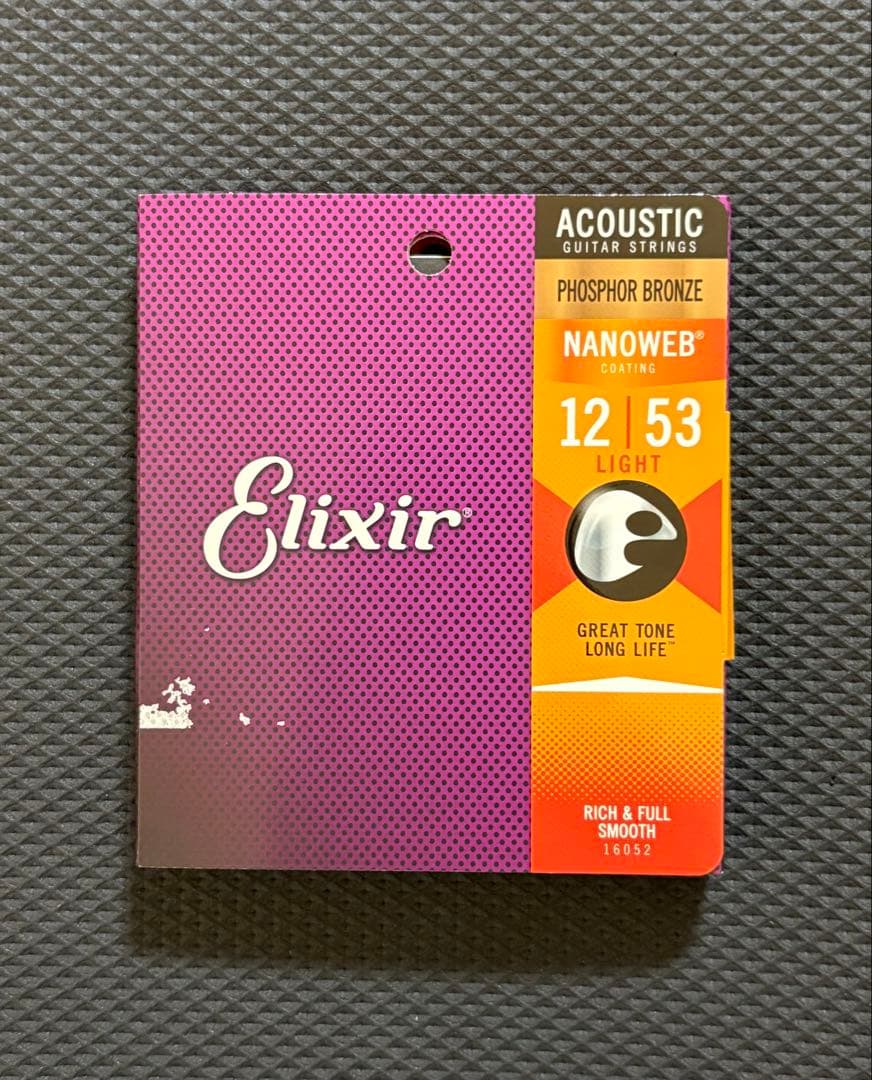 Elixir®
ACOUSTIC
GUITAR STRINGS
PHOSPHOR BRONZE
NANOWEB®
COATING
12 | 53
LIGHT
GREAT TONE
LONG LIFE™
RICH & FULL
SMOOTH
16052